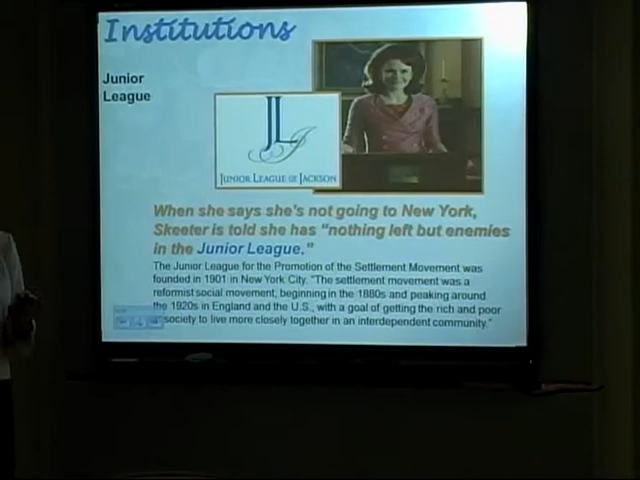 Institutions
Junior
League
JL
J
JUNIOR LEAGUE OF JACKSON
When she says she's not going to New York,
Skeeter is told she has "nothing left but enemies
in the Junior League."
The Junior League for the Promotion of the Settlement Movement was
founded in 1901 in New York City. "The settlement movement was a
reformist social movement, beginning in the 1880s and peaking around
the 1920s in England and the U.S., with a goal of getting the rich and poor
society to live more closely together in an interdependent community."